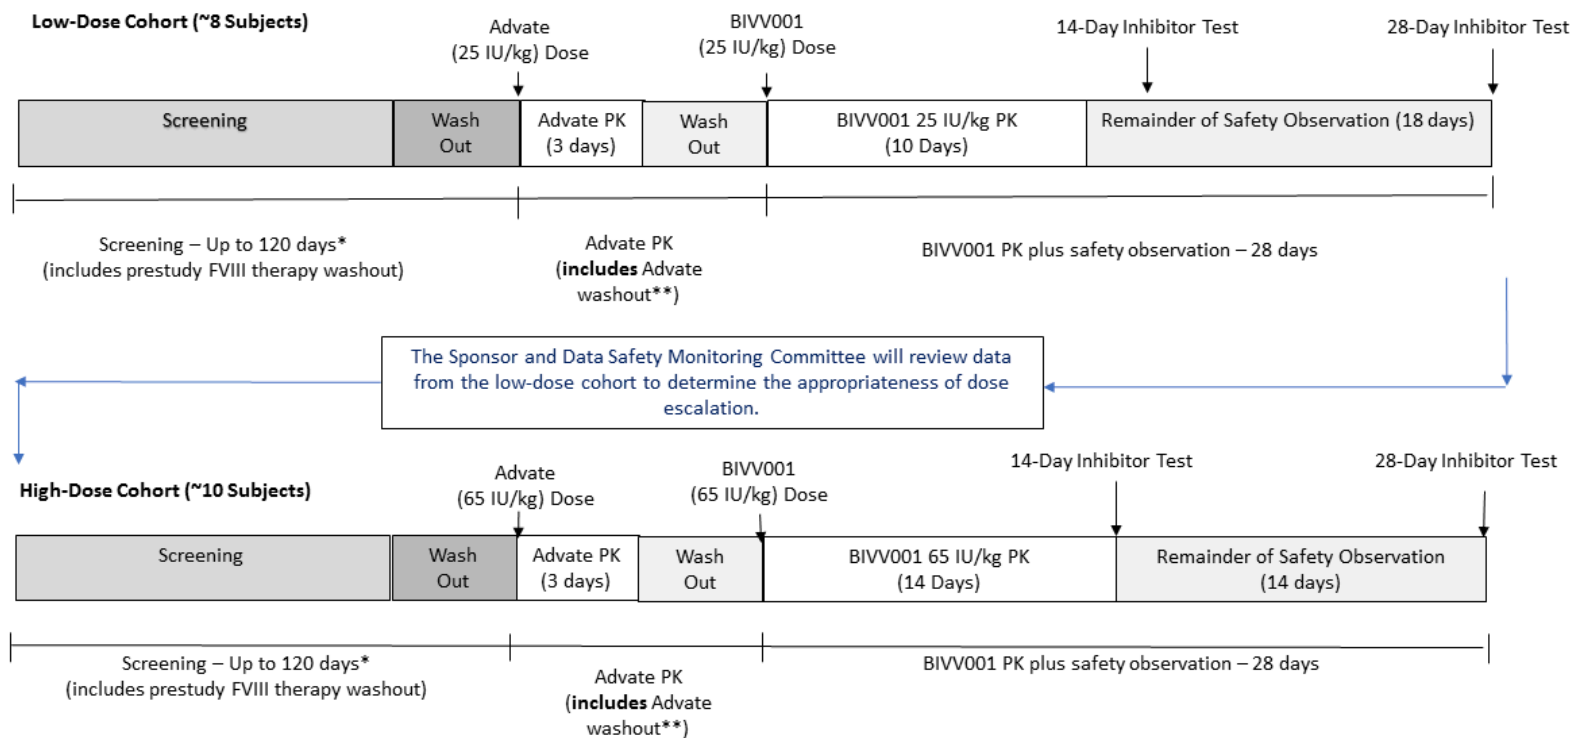 Low-Dose Cohort (~8 Subjects)
Advate
(25 IU/kg) Dose
BIVV001
(25 IU/kg) Dose
14-Day Inhibitor Test
28-Day Inhibitor Test
Screening
Wash
Out
Advate PK
(3 days)
Wash
Out
BIVV001 25 IU/kg PK
(10 Days)
Remainder of Safety Observation (18 days)
Screening – Up to 120 days*
(includes prestudy FVIII therapy washout)
Advate PK
(includes Advate
washout**)
BIVV001 PK plus safety observation – 28 days
The Sponsor and Data Safety Monitoring Committee will review data
from the low-dose cohort to determine the appropriateness of dose
escalation.
High-Dose Cohort (~10 Subjects)
Advate
(65 IU/kg) Dose
BIVV001
(65 IU/kg) Dose
14-Day Inhibitor Test
28-Day Inhibitor Test
Screening
Wash
Out
Advate PK
(3 days)
Wash
Out
BIVV001 65 IU/kg PK
(14 Days)
Remainder of Safety Observation
(14 days)
Screening – Up to 120 days*
(includes prestudy FVIII therapy washout)
Advate PK
(includes Advate
washout**)
BIVV001 PK plus safety observation – 28 days